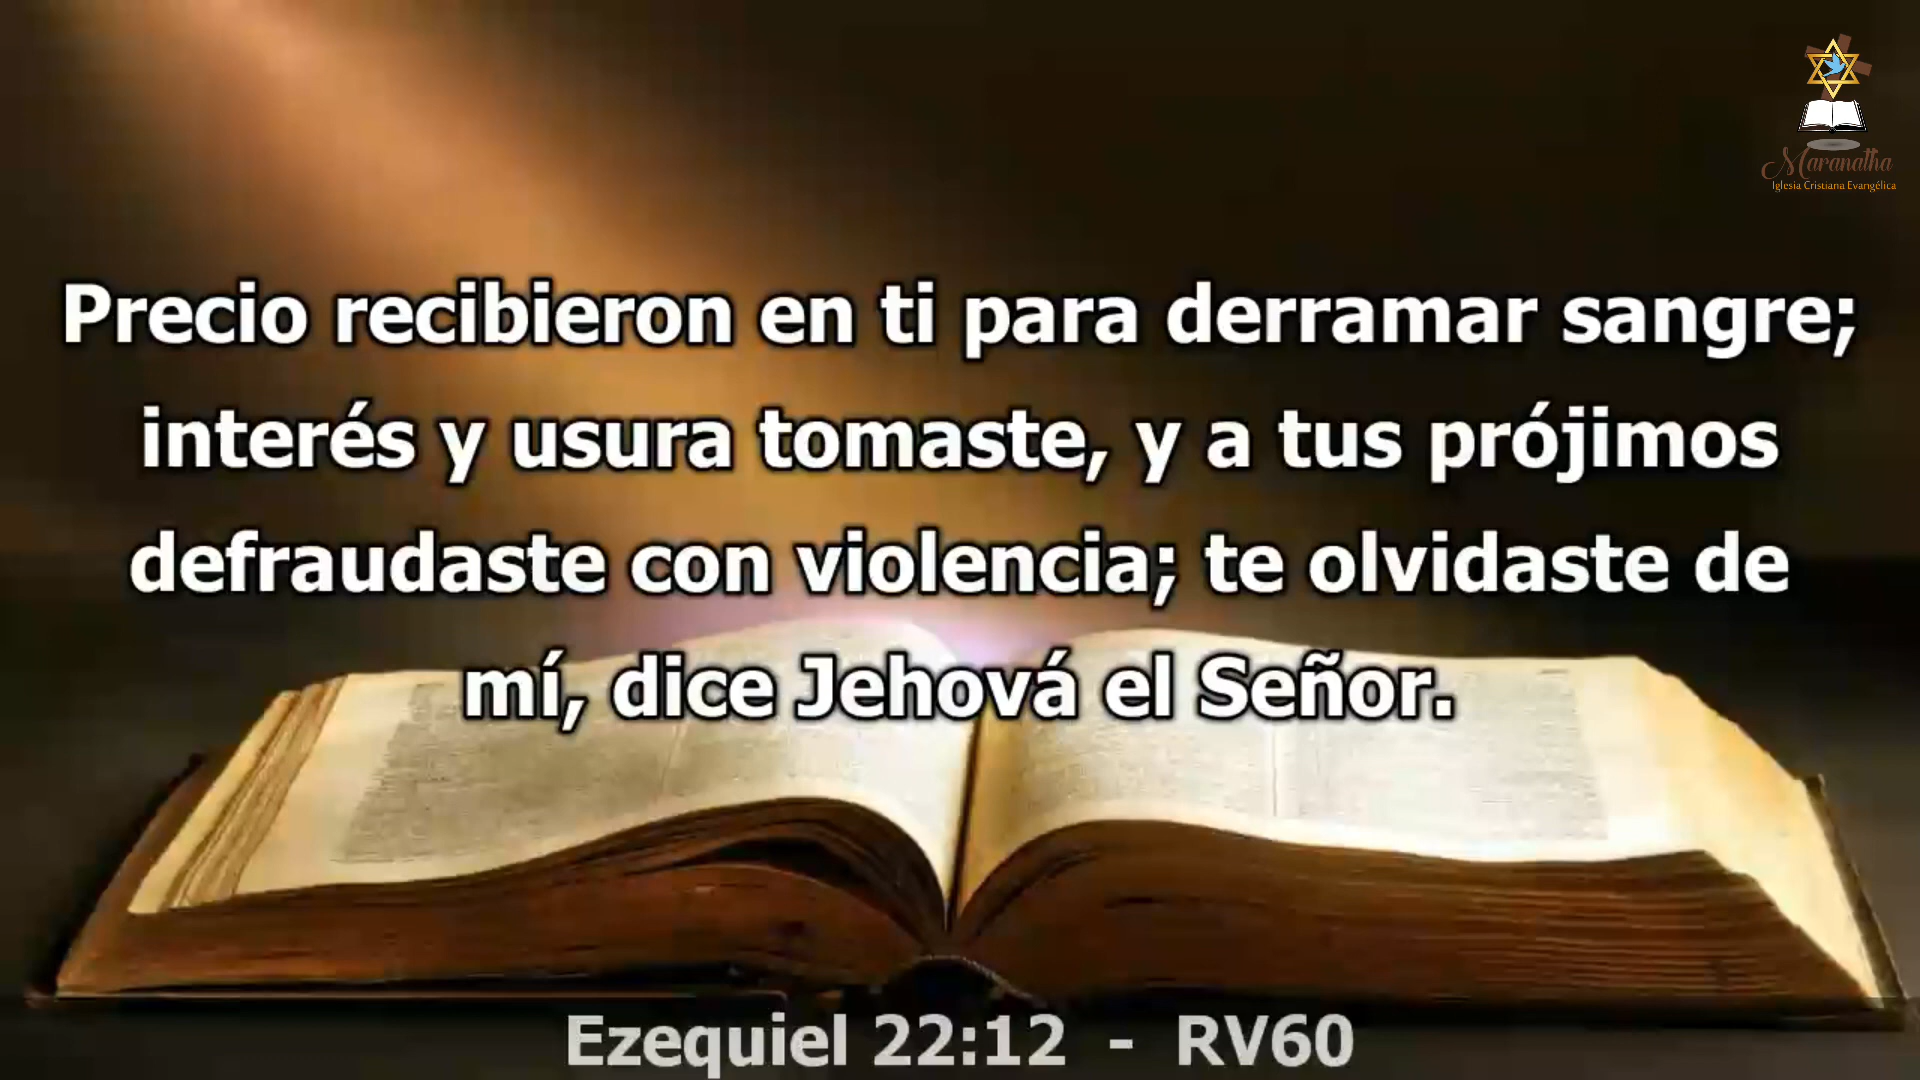 Maranatha
Iglesia Cristiana Evangélica
Precio recibieron en ti para derramar sangre;
interés y usura tomaste, y a tus prójimos
defraudaste con violencia; te olvidaste de
mí, dice Jehová el Señor.
Ezequiel 22:12 - RV60